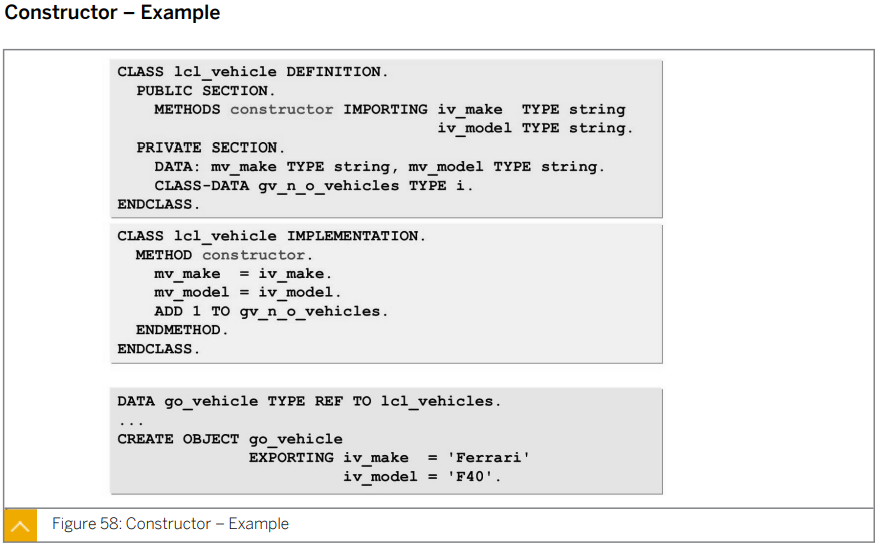 Constructor – Example
CLASS lcl_vehicle DEFINITION.
PUBLIC SECTION.
METHODS constructor IMPORTING iv_make TYPE string
iv_model TYPE string.
PRIVATE SECTION.
DATA: mv_make TYPE string, mv_model TYPE string.
CLASS-DATA gv_n_o_vehicles TYPE i.
ENDCLASS.
CLASS lcl_vehicle IMPLEMENTATION.
METHOD constructor.
mv_make = iv_make.
mv_model = iv_model.
ADD 1 TO gv_n_o_vehicles.
ENDMETHOD.
ENDCLASS.
DATA go_vehicle TYPE REF TO lcl_vehicles.
...
CREATE OBJECT go_vehicle
EXPORTING iv_make = 'Ferrari'
iv_model = 'F40'.
Figure 58: Constructor – Example